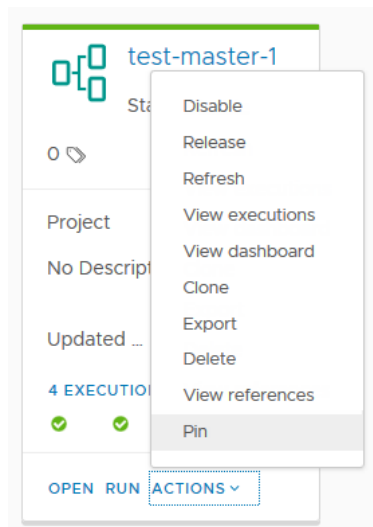 test-master-1
Sta
0
Project
No Descript
Updated ...
4 EXECUTIO
OPEN RUN ACTIONS
Disable
Release
Refresh
View executions
View dashboard
Clone
Export
Delete
View references
Pin